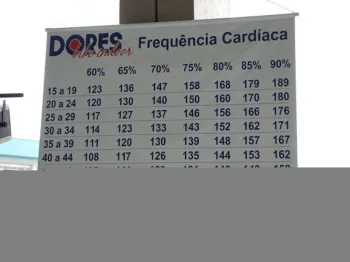 DORES
Frequência Cardíaca
60% 65% 70% 75% 80% 85% 90%
15 a 19 123 136 147 158 168 179 189
20 a 24 120 130 140 150 160 170 180
25 a 29 117 127 137 146 156 166 176
30 a 34 114 123 133 143 152 162 171
35 a 39 111 120 130 139 148 157 167
40 a 44 108 117 126 135 144 153 162